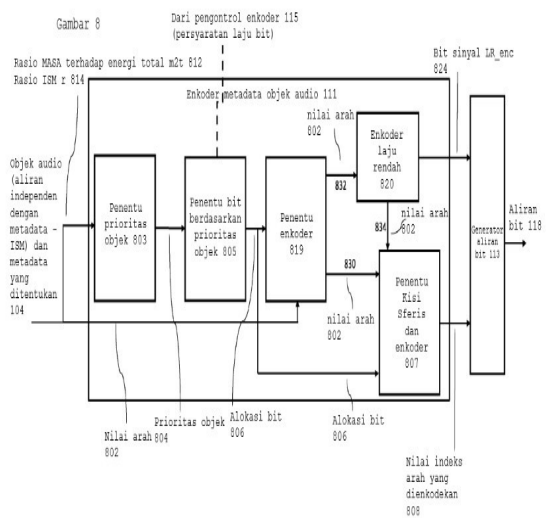 Gambar 8
Dari pengontrol enkoder 115
(persyaratan laju bit)
Rasio MASA terhadap energi total m2t 812
Rasio ISM r 814
Bit sinyal LR_enc
824
Enkoder metadata objek audio 111
nilai arah
802
Enkoder
laju
rendah
820
Objek audio
(aliran
independen
dengan
metadata -
ISM) dan
metadata
yang
ditentukan
104
Penentu
prioritas
objek 803
Penentu bit
berdasarkan
prioritas
objek 805
Penentu
enkoder
819
832
834
nilai arah
802
830
nilai arah
802
Penentu
Kisi
Sferis
dan
enkoder
807
Generator
aliran
bit 113
Aliran
bit 118
Nilai arah
802
Prioritas objek
804
Alokasi bit
806
Alokasi bit
806
Nilai indeks
arah yang
dienkodekan
808